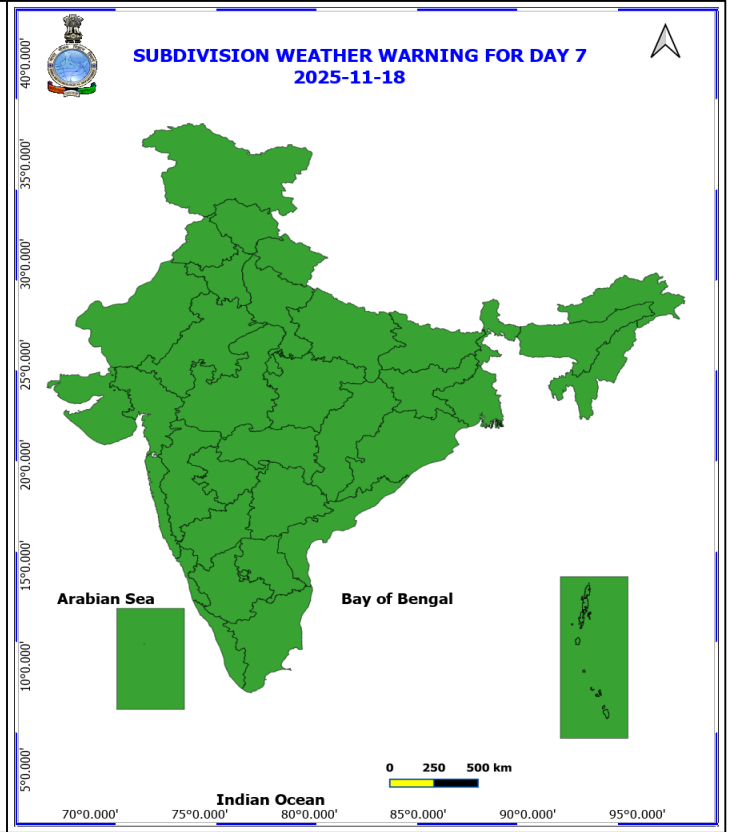 SUBDIVISION WEATHER WARNING FOR DAY 7
2025-11-18
40°0.000'
35°0.000'
30°0.000'
25°0.000'
20°0.000'
15°0.000'
10°0.000'
5°0.000'
Arabian Sea
Bay of Bengal
0 250 500 km
Indian Ocean
70°0.000' 75°0.000' 80°0.000' 85°0.000' 90°0.000' 95°0.000'